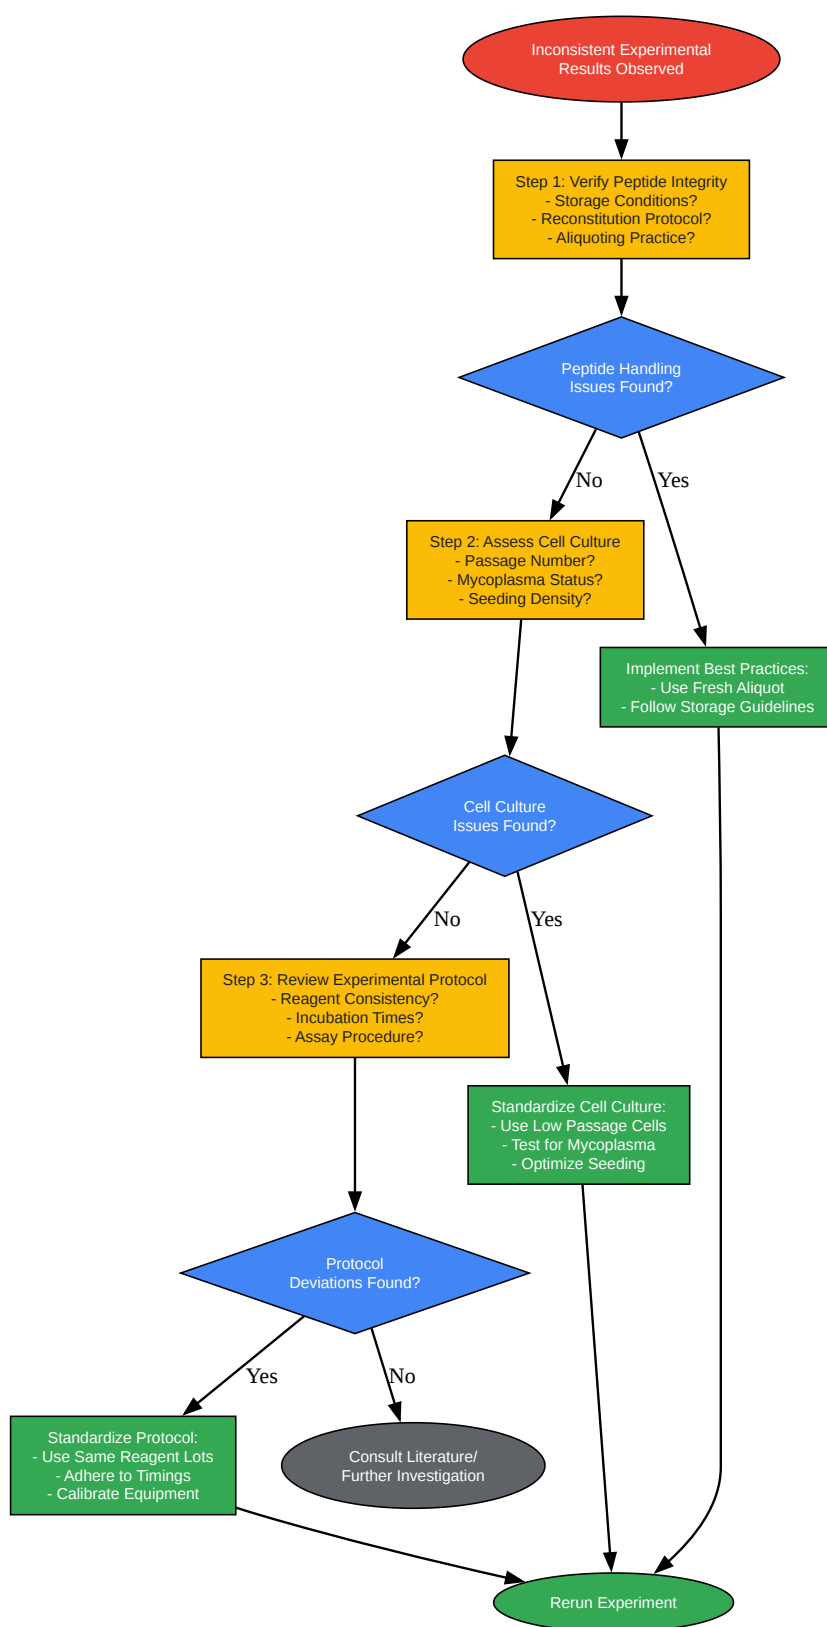 Inconsistent Experimental
Results Observed
Step 1: Verify Peptide Integrity
- Storage Conditions?
- Reconstitution Protocol?
- Aliquoting Practice?
Peptide Handling
Issues Found?
No
Yes
Step 2: Assess Cell Culture
- Passage Number?
- Mycoplasma Status?
- Seeding Density?
Implement Best Practices:
- Use Fresh Aliquot
- Follow Storage Guidelines
Cell Culture
Issues Found?
No
Yes
Step 3: Review Experimental Protocol
- Reagent Consistency?
- Incubation Times?
- Assay Procedure?
Standardize Cell Culture:
- Use Low Passage Cells
- Test for Mycoplasma
- Optimize Seeding
Protocol
Deviations Found?
Yes
No
Standardize Protocol:
- Use Same Reagent Lots
- Adhere to Timings
- Calibrate Equipment
Consult Literature/
Further Investigation
Rerun Experiment